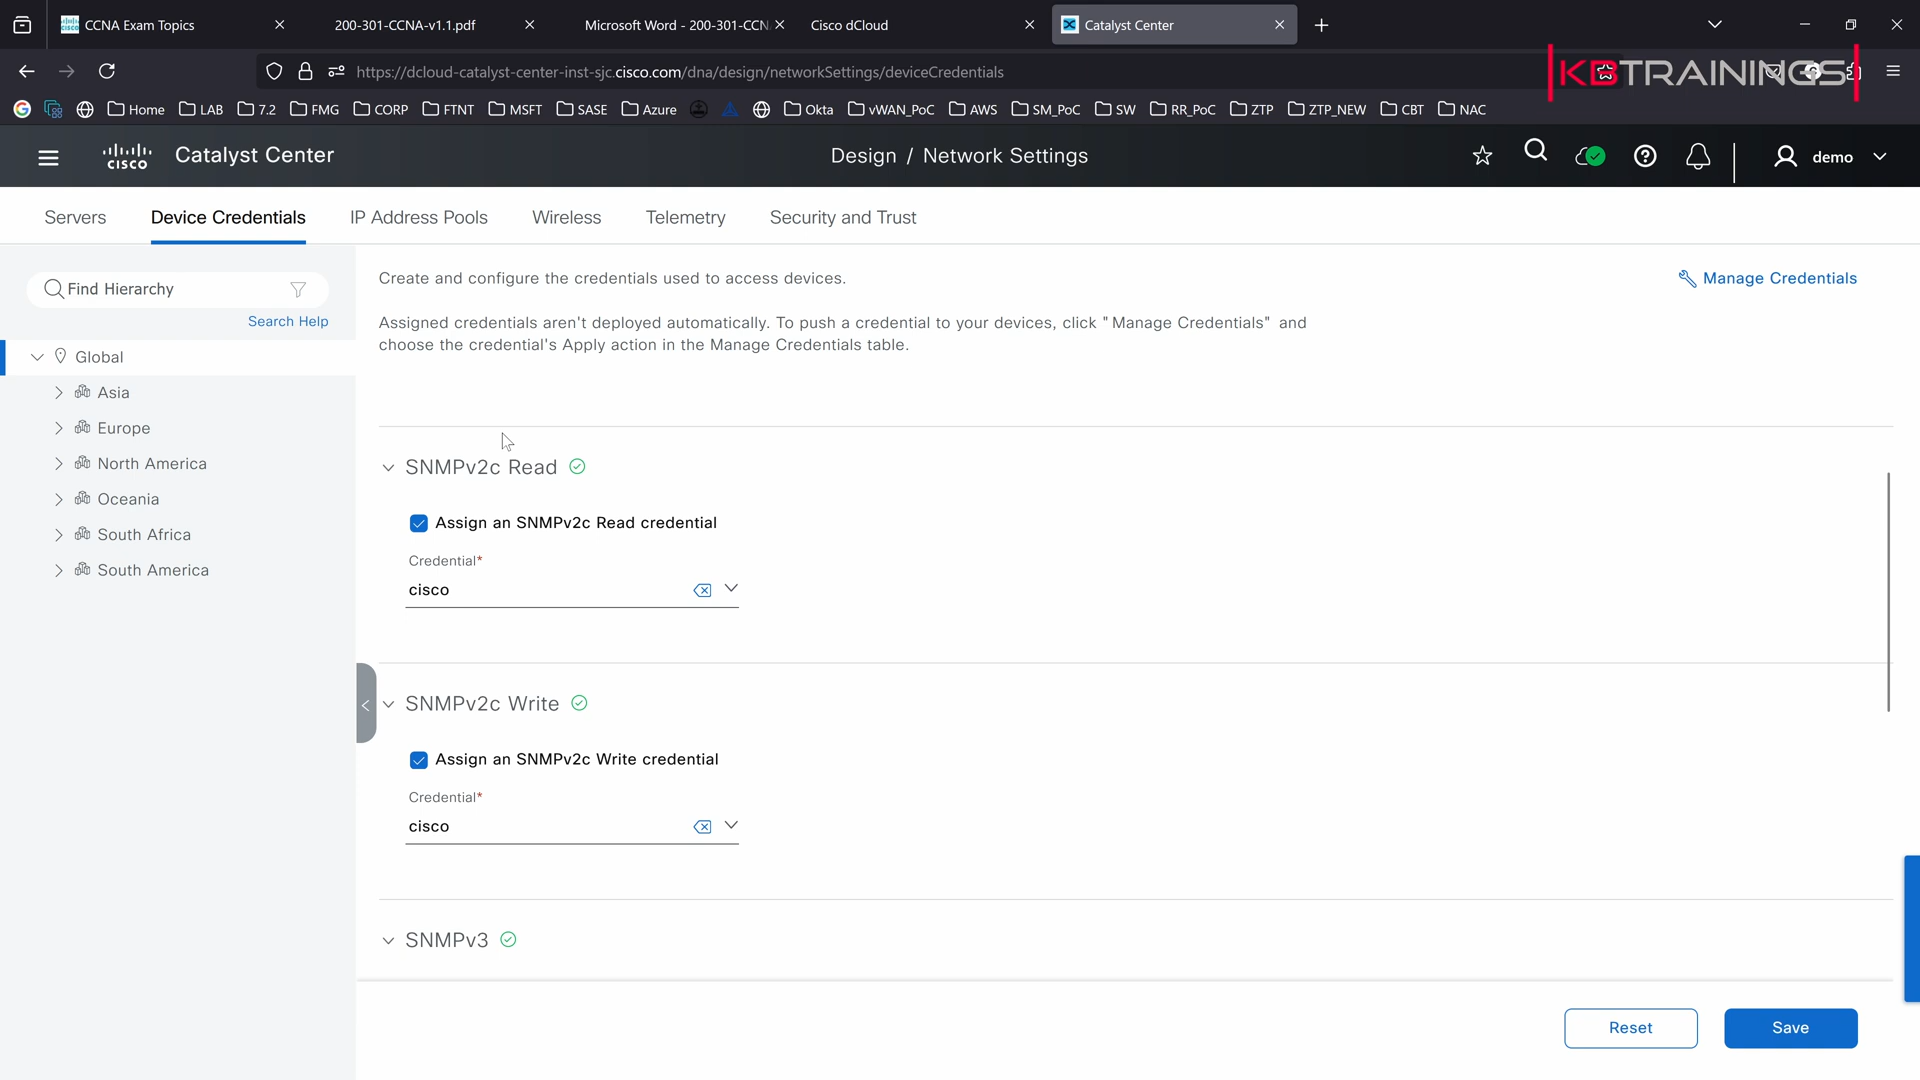 CCNA Exam Topics
200-301-CCNA-v1.1.pdf
Microsoft Word - 200-301-CCN
Cisco dCloud
Catalyst Center
https://dcloud-catalyst-center-inst-sjc.cisco.com/dna/design/networkSettings/deviceCredentials
KBTRAININGS
Home
LAB
7.2
FMG
CORP
FTNT
MSFT
SASE
Azure
Okta
vWAN_PoC
AWS
SM_PoC
SW
RR_PoC
ZTP
ZTP_NEW
CBT
NAC
cisco
Catalyst Center
Design / Network Settings
demo
Servers
Device Credentials
IP Address Pools
Wireless
Telemetry
Security and Trust
Find Hierarchy
Search Help
Global
Asia
Europe
North America
Oceania
South Africa
South America
Create and configure the credentials used to access devices.
Manage Credentials
Assigned credentials aren't deployed automatically. To push a credential to your devices, click "Manage Credentials" and
choose the credential's Apply action in the Manage Credentials table.
SNMPv2c Read
Assign an SNMPv2c Read credential
Credential*
cisco
SNMPv2c Write
Assign an SNMPv2c Write credential
Credential*
cisco
SNMPv3
Reset
Save